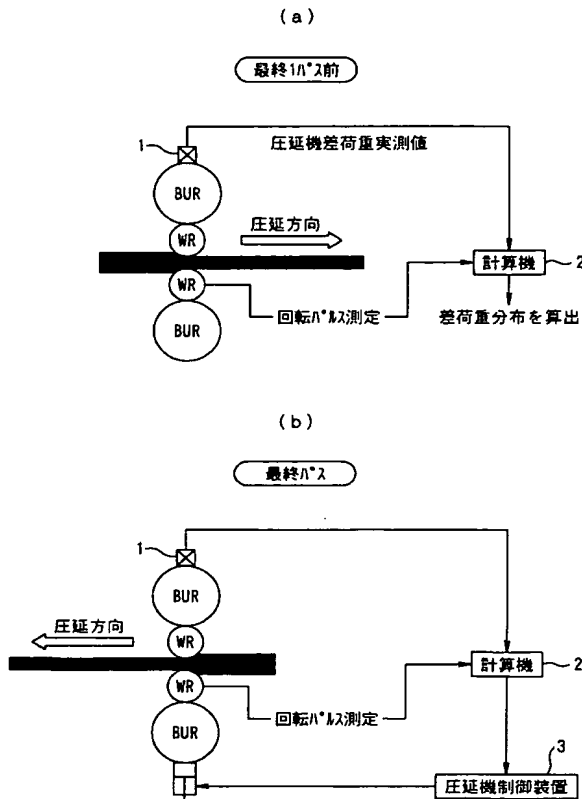 (a)
最終1ﾊﾟｽ前
1
圧延機差荷重実測値
BUR
圧延方向
WR
計算機 2
WR
回転ﾊﾟﾙｽ測定
差荷重分布を算出
BUR
(b)
最終ﾊﾟｽ
1
BUR
圧延方向
WR
計算機 2
WR
回転ﾊﾟﾙｽ測定
BUR
3
圧延機制御装置